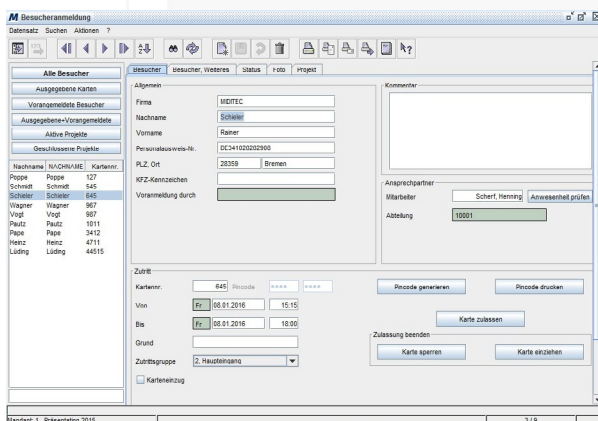 Besucheranmeldung
Datensatz Suchen Aktionen ?
Alle Besucher
Ausgegebene Karten
Vorangemeldete Besucher
Ausgegebene+Vorangemeldete
Aktive Projekte
Geschlossene Projekte
Nachname NACHNAME Kartennr.
Poppe Poppe 127
Schmidt Schmidt 545
Schieler Schieler 645
Wagner Wagner 967
Vogt Vogt 987
Pautz Pautz 1011
Pape Pape 3412
Heinz Heinz 4711
Lüding Lüding 44515
Besucher Besucher, Weiteres Status Foto Projekt
Allgemein
Firma MIDITEC
Nachname Schieler
Vorname Rainer
Personalausweis-Nr. DE341020202900
PLZ, Ort 28359 Bremen
KFZ-Kennzeichen
Voranmeldung durch
Kommentar
Ansprechpartner
Mitarbeiter Scherf, Henning Anwesenheit prüfen
Abteilung 10001
Zutritt
Kartennr. 645 Pincode **** ****
Von Fr 08.01.2016 15:15
Bis Fr 08.01.2016 18:00
Grund
Zutrittsgruppe 2. Haupteingang
Karteneinzug
Pincode generieren Pincode drucken
Karte zulassen
Zulassung beenden
Karte sperren Karte einziehen
Mandant: 1 Präsentation 2015 3 / 9